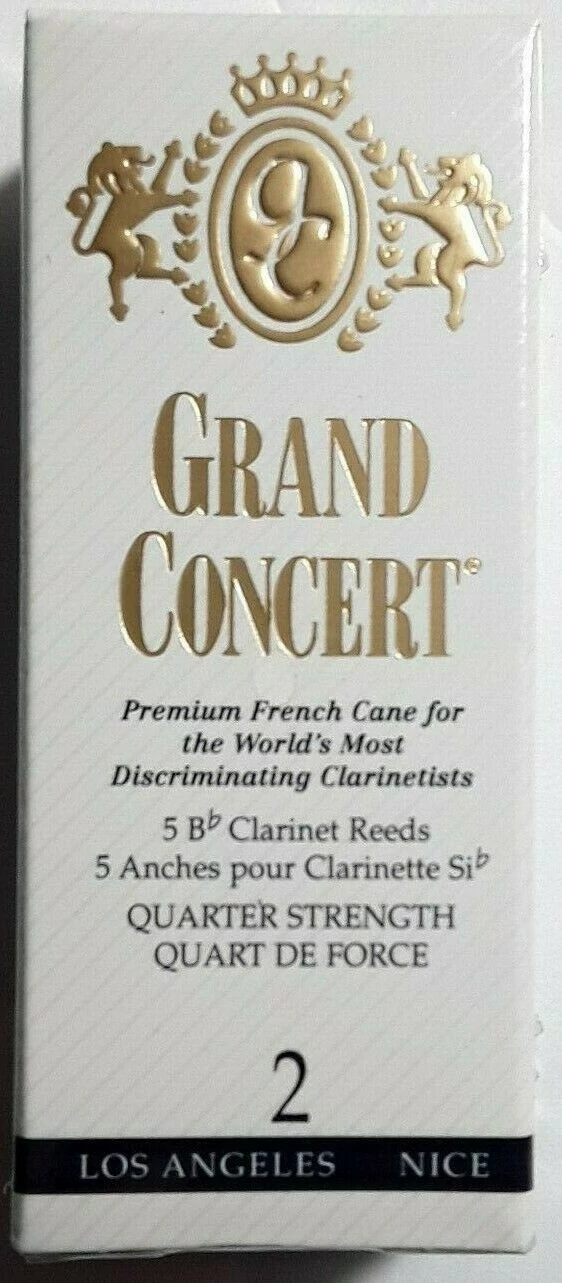 GC
GRAND
CONCERT®
Premium French Cane for
the World's Most
Discriminating Clarinetists
5 B♭ Clarinet Reeds
5 Anches pour Clarinette Si♭
QUARTER STRENGTH
QUART DE FORCE
2
LOS ANGELES NICE